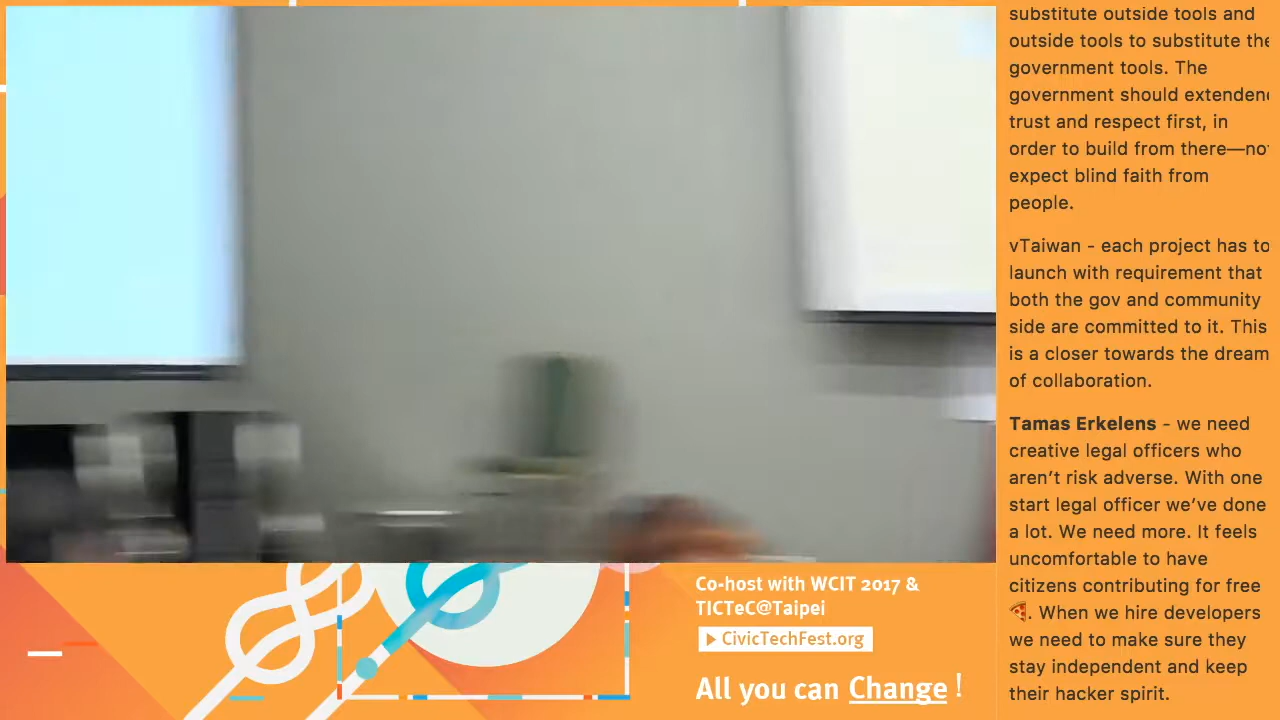 substitute outside tools and
outside tools to substitute the
government tools. The
government should extenden
trust and respect first, in
order to build from there—not
expect blind faith from
people.
vTaiwan - each project has to
launch with requirement that
both the gov and community
side are committed to it. This
is a closer towards the dream
of collaboration.
Tamas Erkelens - we need
creative legal officers who
aren’t risk adverse. With one
start legal officer we’ve done
a lot. We need more. It feels
uncomfortable to have
citizens contributing for free
🍕. When we hire developers
we need to make sure they
stay independent and keep
their hacker spirit.
Co-host with WCIT 2017 &
TICTeC@Taipei
CivicTechFest.org
All you can Change !